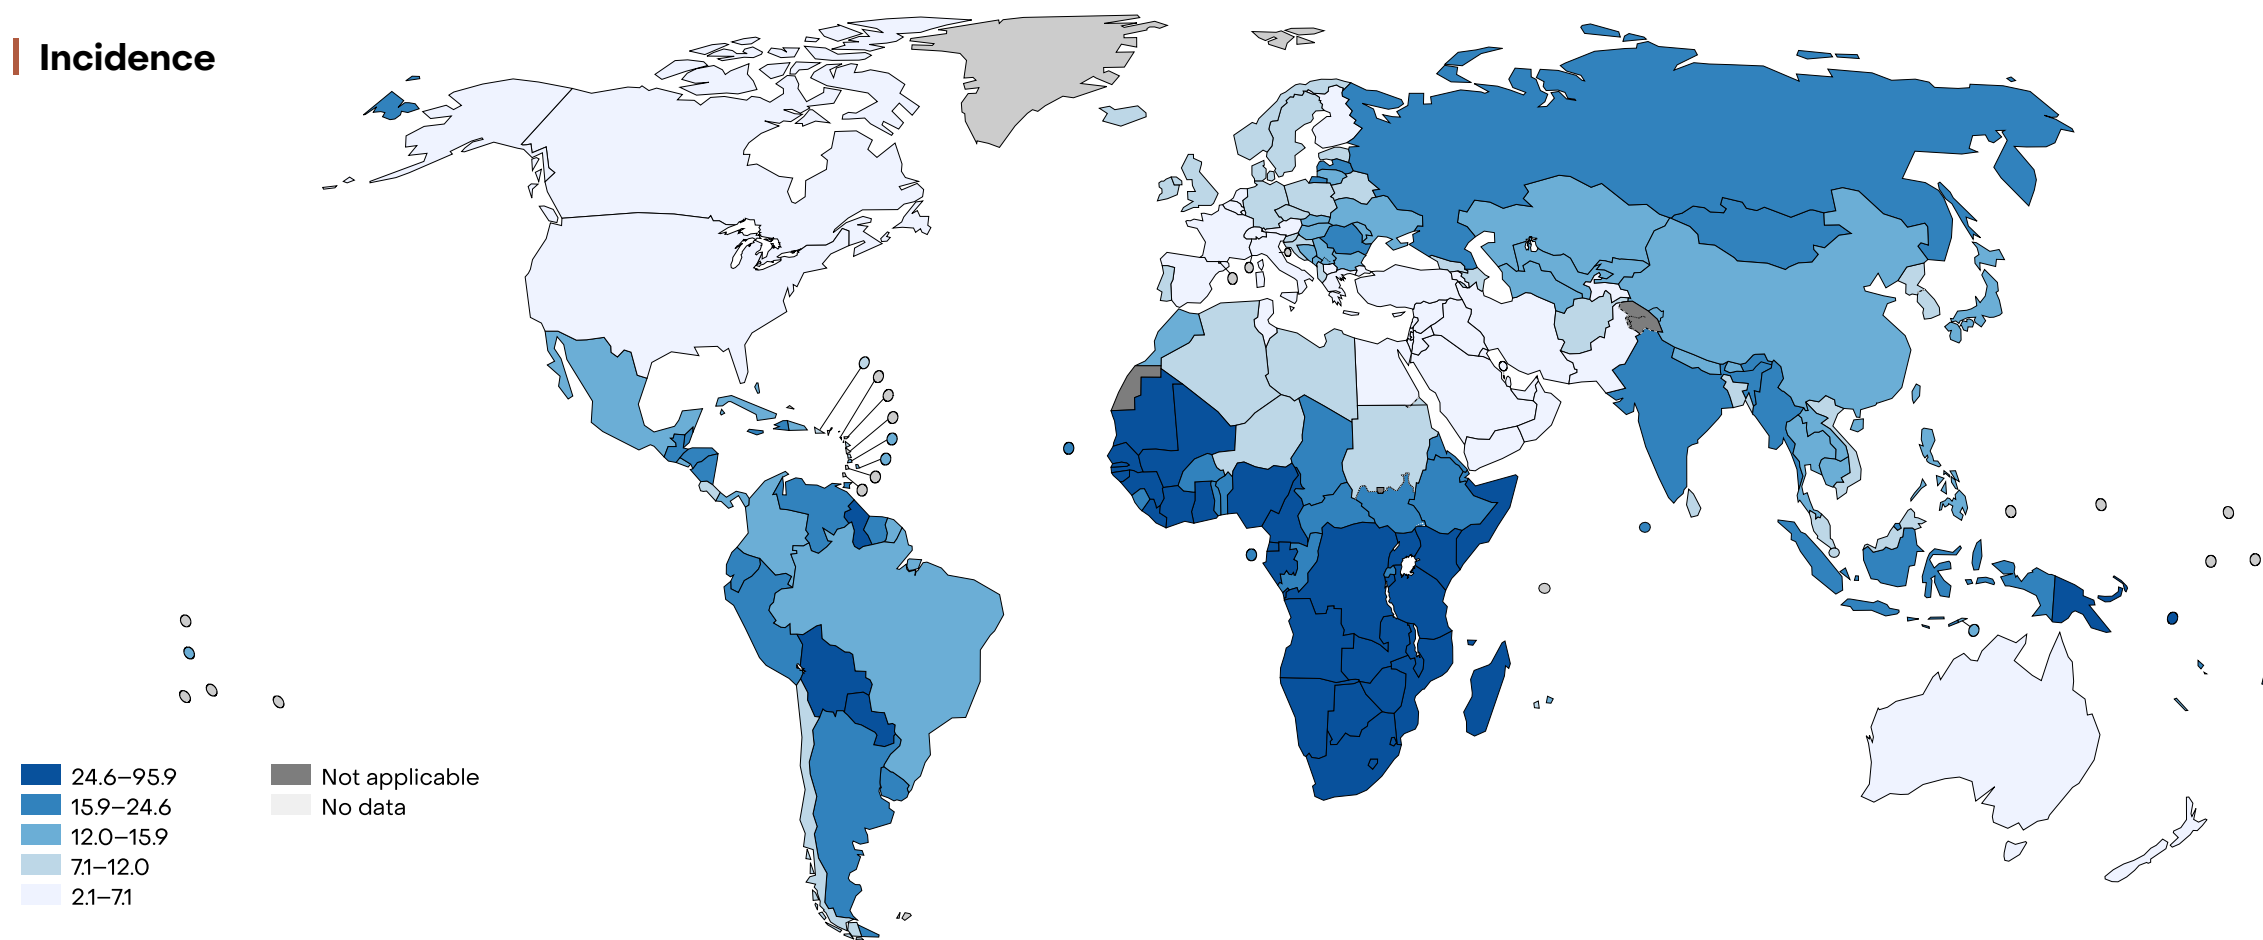 Incidence
24.6–95.9
15.9–24.6
12.0–15.9
7.1–12.0
2.1–7.1
Not applicable
No data